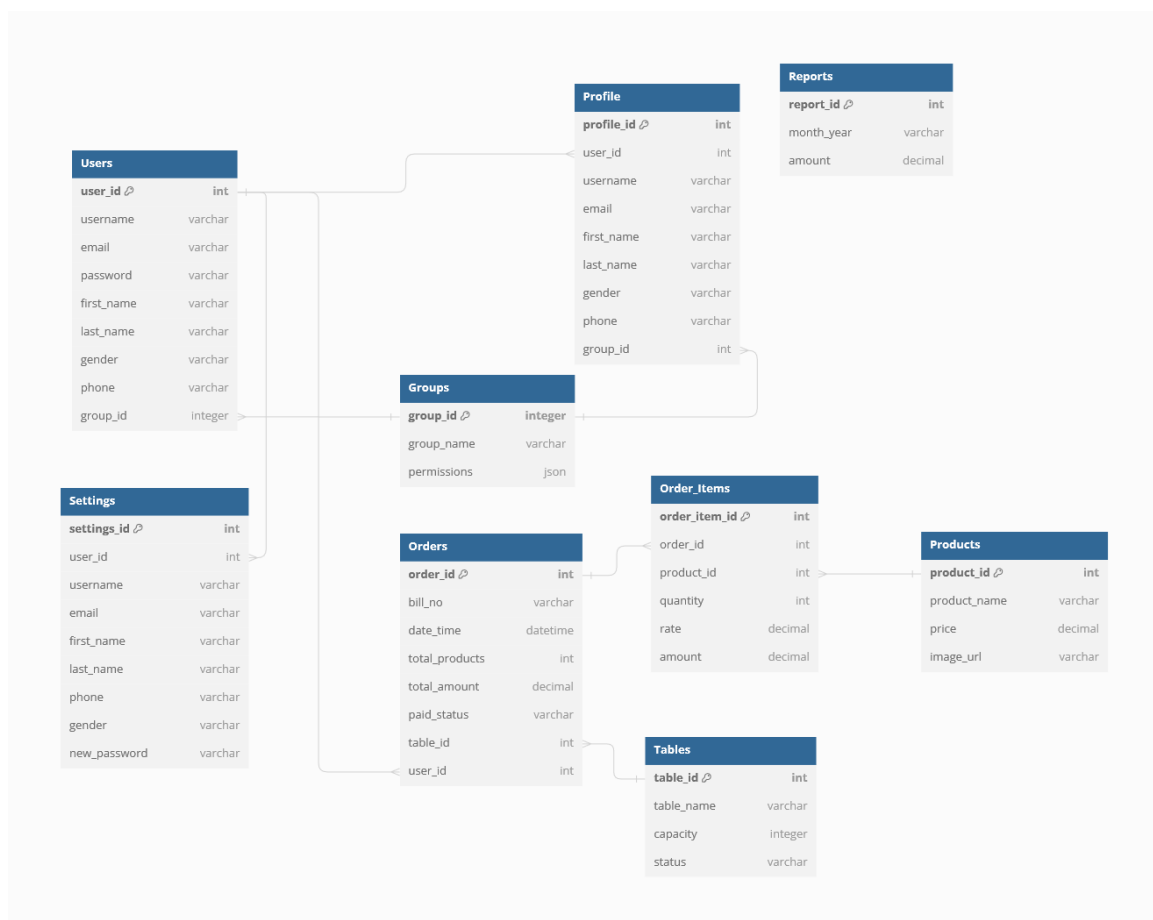 Users
user_id int
username varchar
email varchar
password varchar
first_name varchar
last_name varchar
gender varchar
phone varchar
group_id integer
Settings
settings_id int
user_id int
username varchar
email varchar
first_name varchar
last_name varchar
phone varchar
gender varchar
new_password varchar
Groups
group_id integer
group_name varchar
permissions json
Orders
order_id int
bill_no varchar
date_time datetime
total_products int
total_amount decimal
paid_status varchar
table_id int
user_id int
Profile
profile_id int
user_id int
username varchar
email varchar
first_name varchar
last_name varchar
gender varchar
phone varchar
group_id int
Reports
report_id int
month_year varchar
amount decimal
Order_Items
order_item_id int
order_id int
product_id int
quantity int
rate decimal
amount decimal
Products
product_id int
product_name varchar
price decimal
image_url varchar
Tables
table_id int
table_name varchar
capacity integer
status varchar